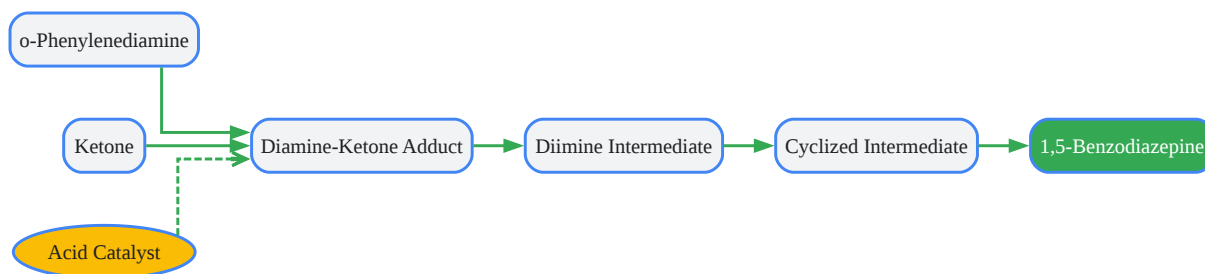 o-Phenylenediamine
Ketone
Diamine-Ketone Adduct
Diimine Intermediate
Cyclized Intermediate
1,5-Benzodiazepine
Acid Catalyst